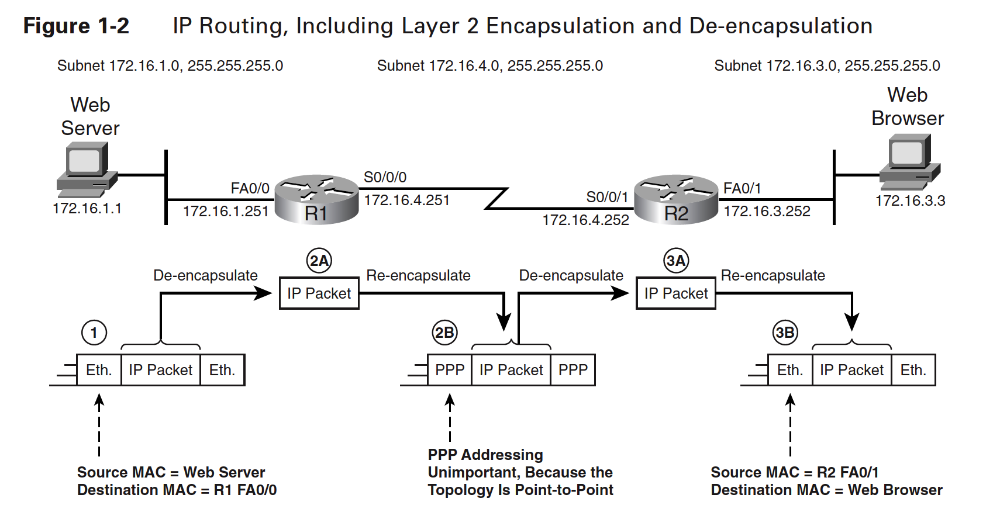 Figure 1-2 IP Routing, Including Layer 2 Encapsulation and De-encapsulation
Subnet 172.16.1.0, 255.255.255.0
Subnet 172.16.4.0, 255.255.255.0
Subnet 172.16.3.0, 255.255.255.0
Web
Server
Web
Browser
172.16.1.1
FA0/0
172.16.1.251
R1
S0/0/0
172.16.4.251
S0/0/1
172.16.4.252
R2
FA0/1
172.16.3.252
172.16.3.3
De-encapsulate
2A
IP Packet
Re-encapsulate
De-encapsulate
3A
IP Packet
Re-encapsulate
1
Eth. IP Packet Eth.
2B
PPP IP Packet PPP
3B
Eth. IP Packet Eth.
Source MAC = Web Server
Destination MAC = R1 FA0/0
PPP Addressing
Unimportant, Because the
Topology Is Point-to-Point
Source MAC = R2 FA0/1
Destination MAC = Web Browser